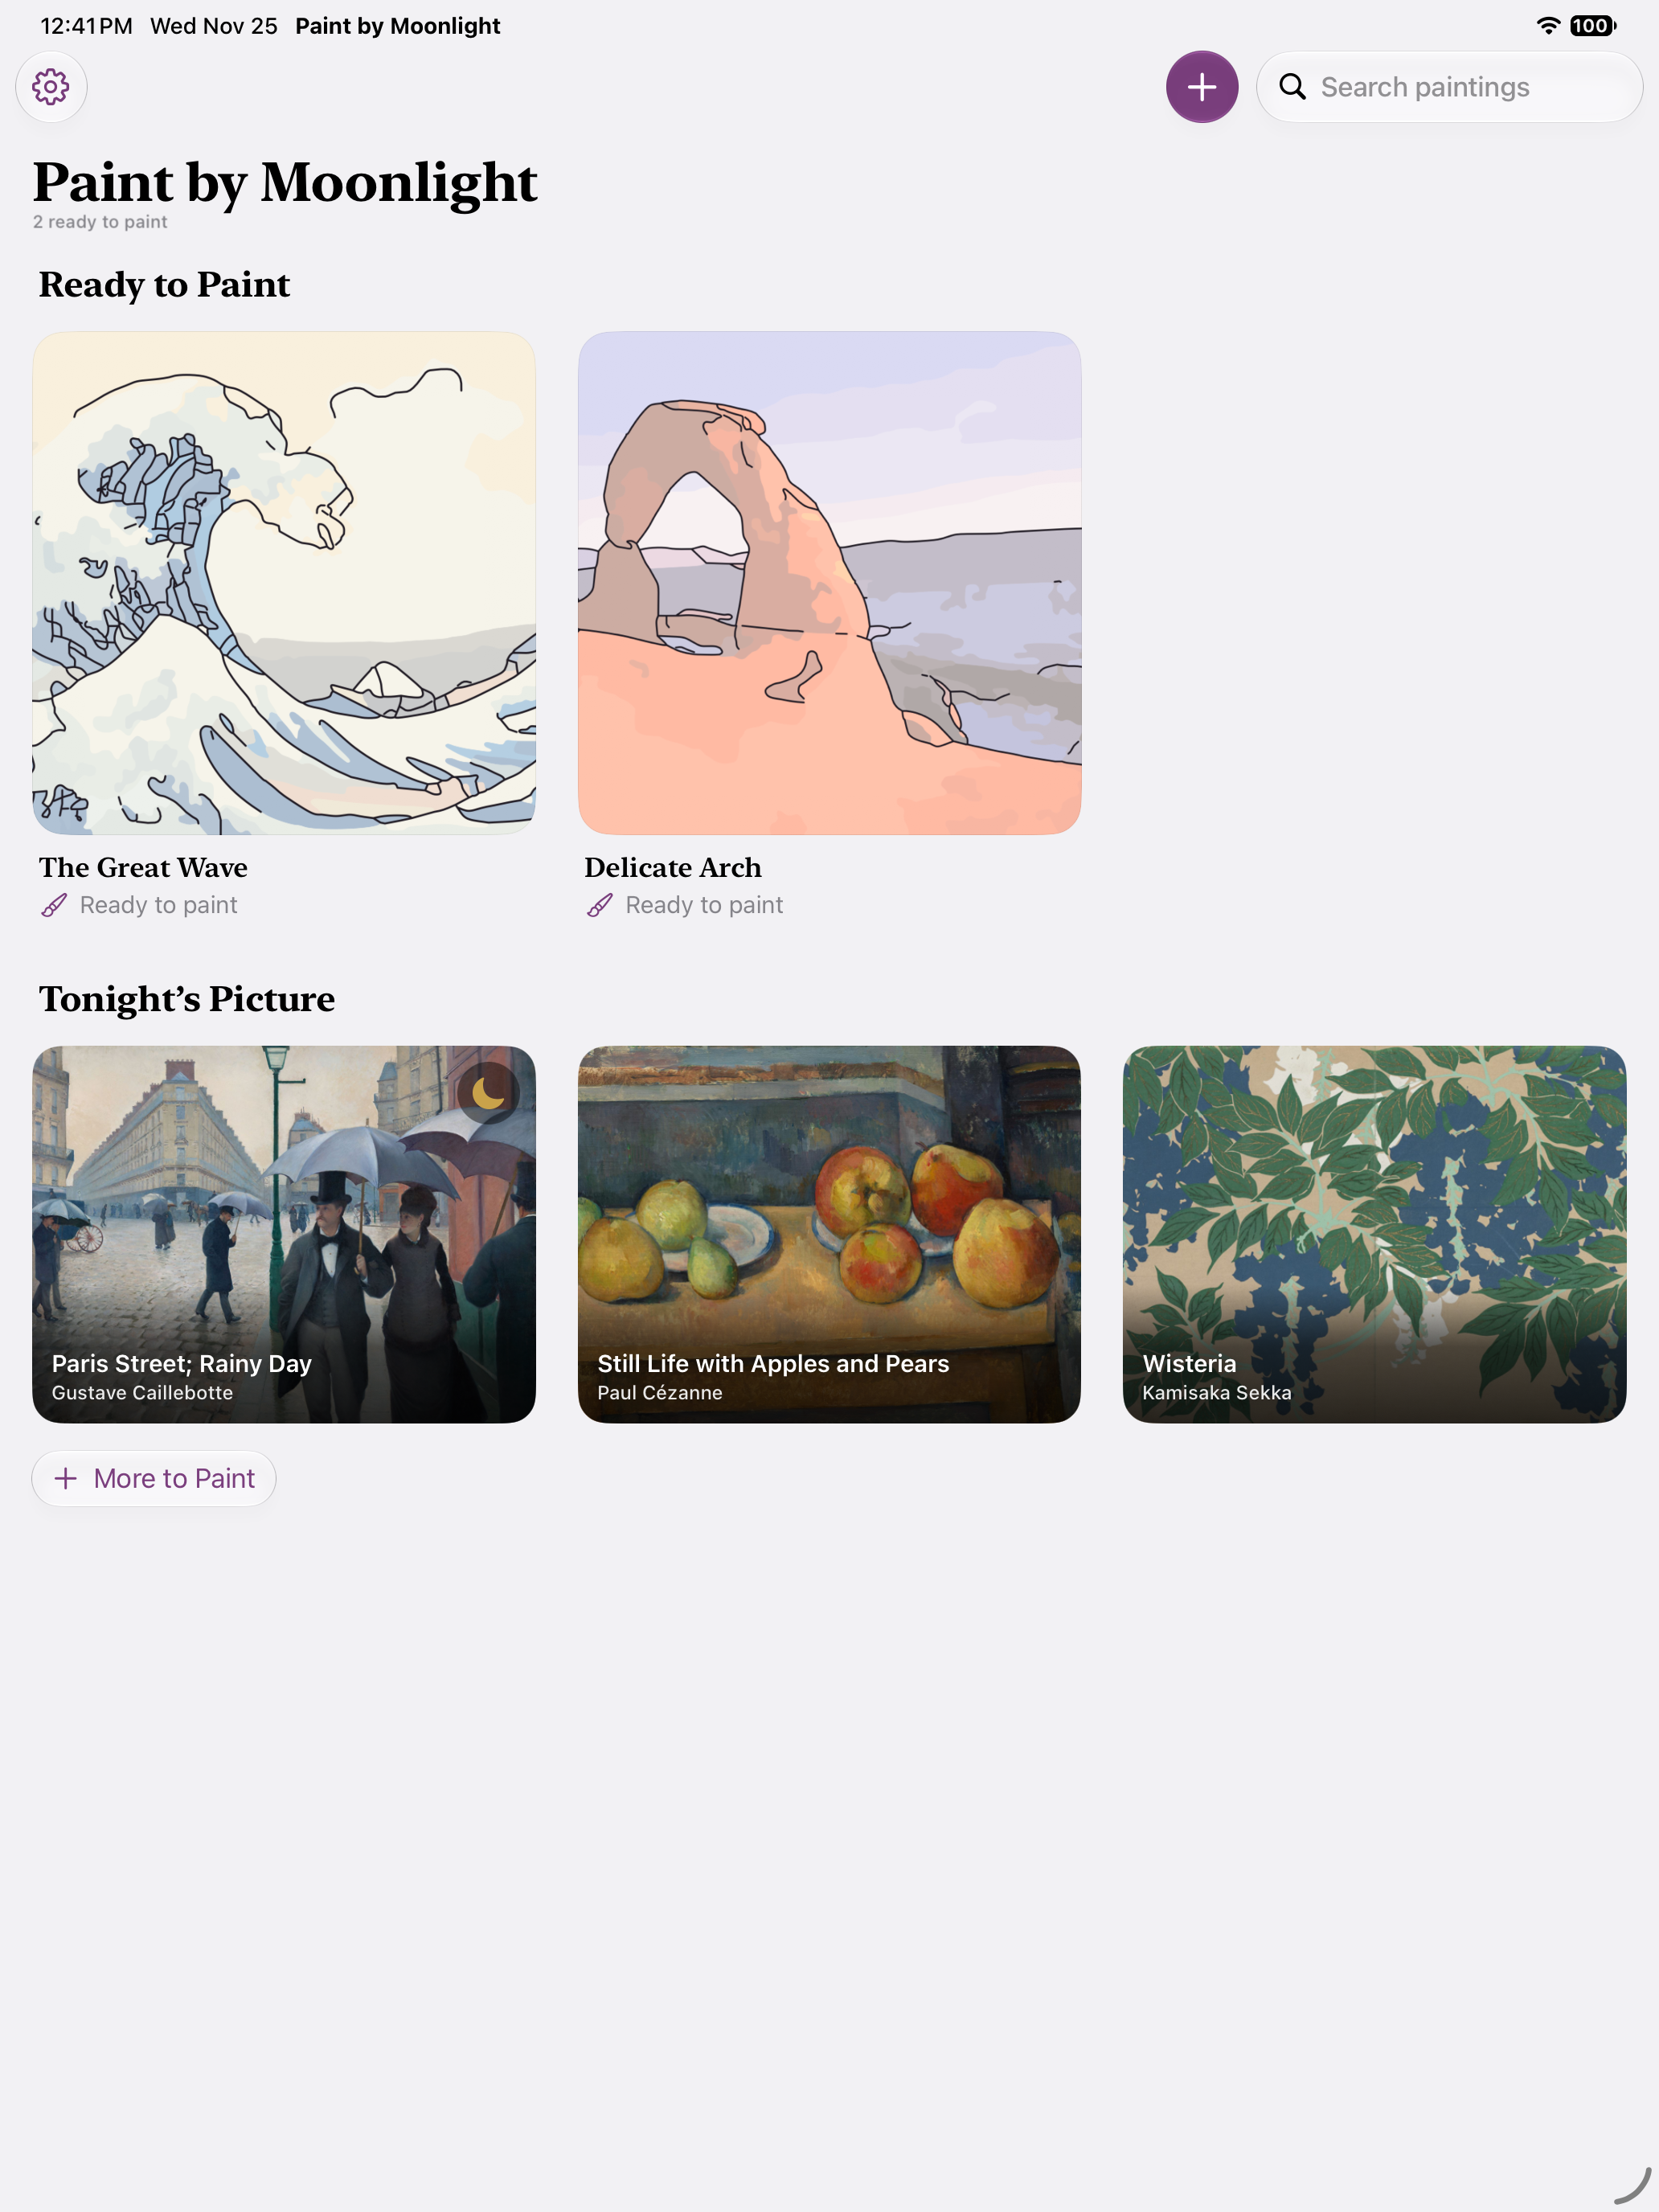 12:41 PM Wed Nov 25 Paint by Moonlight
100
Search paintings
Paint by Moonlight
2 ready to paint
Ready to Paint
The Great Wave
Ready to paint
Delicate Arch
Ready to paint
Tonight’s Picture
Paris Street; Rainy Day
Gustave Caillebotte
Still Life with Apples and Pears
Paul Cézanne
Wisteria
Kamisaka Sekka
More to Paint